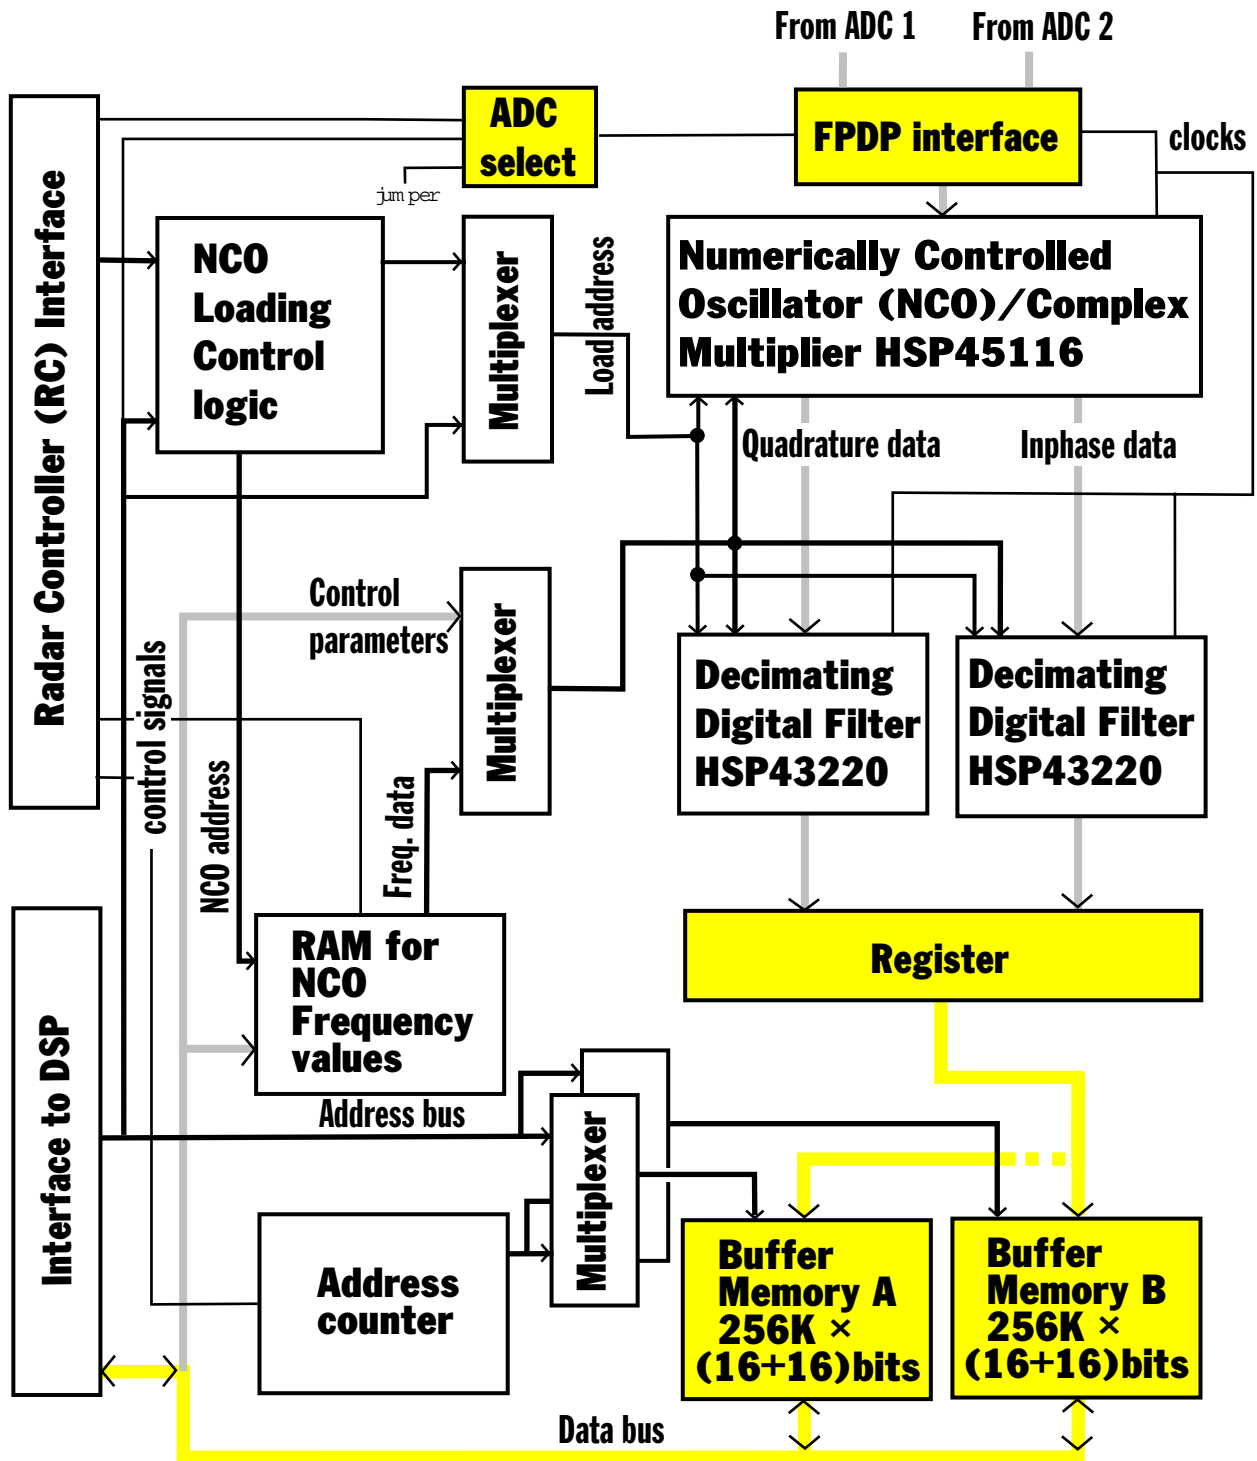 From ADC 1
From ADC 2
ADC
select
FPDP interface
clocks
jumper
Radar Controller (RC) Interface
NCO
Loading
Control
logic
Multiplexer
Load address
Numerically Controlled
Oscillator (NCO)/Complex
Multiplier HSP45116
Quadrature data
Inphase data
Control
parameters
Multiplexer
control signals
NCO address
Freq. data
Decimating
Digital Filter
HSP43220
Decimating
Digital Filter
HSP43220
RAM for
NCO
Frequency
values
Register
Interface to DSP
Address bus
Multiplexer
Address
counter
Buffer
Memory A
256K ×
(16+16)bits
Buffer
Memory B
256K ×
(16+16)bits
Data bus